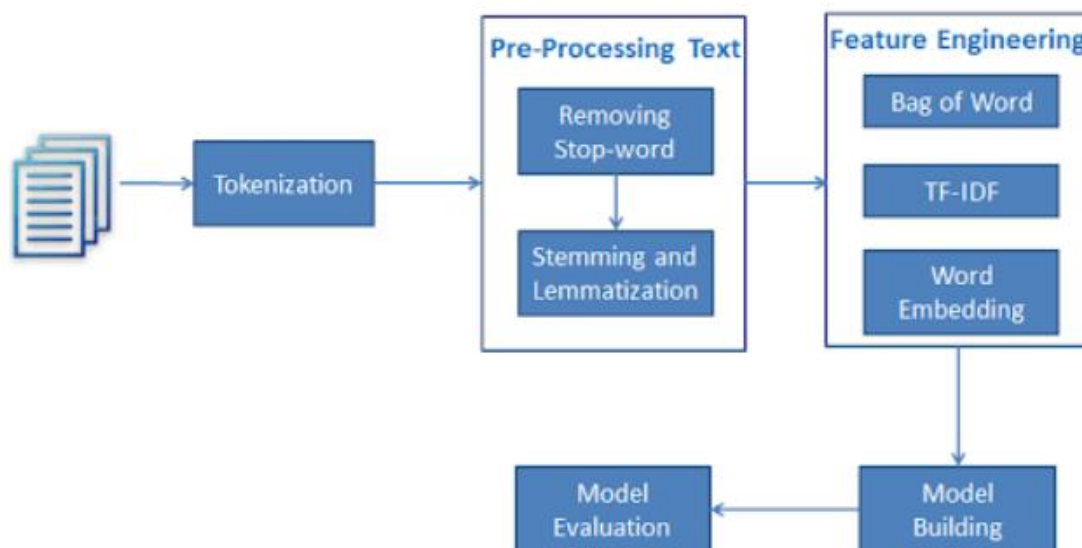 Pre-Processing Text
Feature Engineering
Tokenization
Removing
Stop-word
Stemming and
Lemmatization
Bag of Word
TF-IDF
Word
Embedding
Model
Building
Model
Evaluation